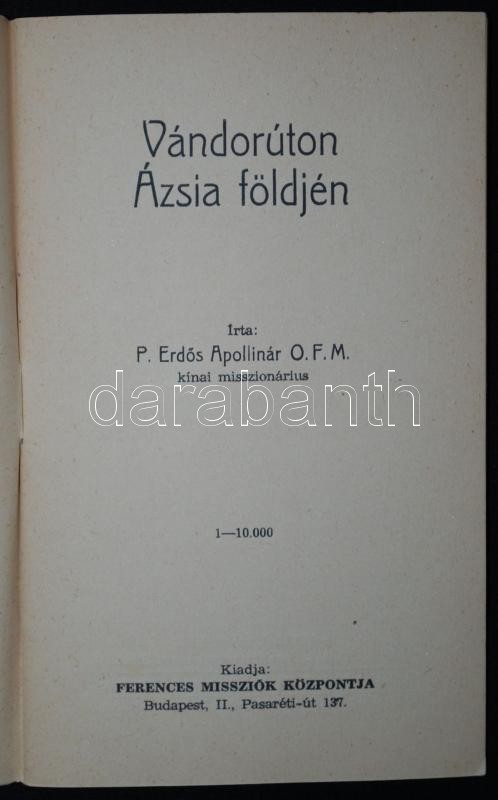 Vándorúton
Ázsia földjén
Írta:
P. Erdős Apollinár O. F. M.
kínai misszionárius
darabanth
1—10.000
Kiadja:
FERENCES MISSZIÓK KÖZPONTJA
Budapest, II., Pasaréti-út 137.